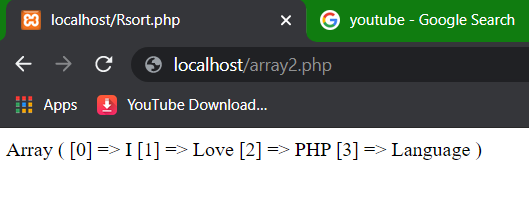 localhost/Rsort.php
youtube - Google Search
localhost/array2.php
Apps
YouTube Download...
Array ( [0] => I [1] => Love [2] => PHP [3] => Language )